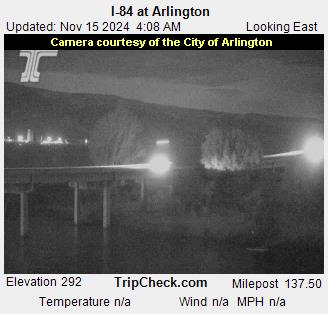 I-84 at Arlington
Updated: Nov 15 2024 4:08 AM Looking East
Camera courtesy of the City of Arlington
Elevation 292 TripCheck.com Milepost 137.50
Temperature n/a Wind n/a MPH n/a